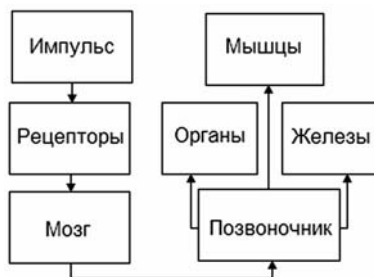 Импульс
Рецепторы
Мозг
Мышцы
Органы
Железы
Позвоночник